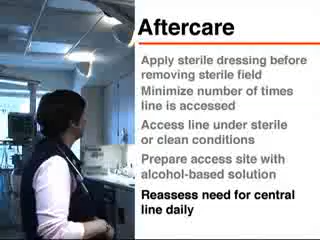 Aftercare
Apply sterile dressing before
removing sterile field
Minimize number of times
line is accessed
Access line under sterile
or clean conditions
Prepare access site with
alcohol-based solution
Reassess need for central
line daily